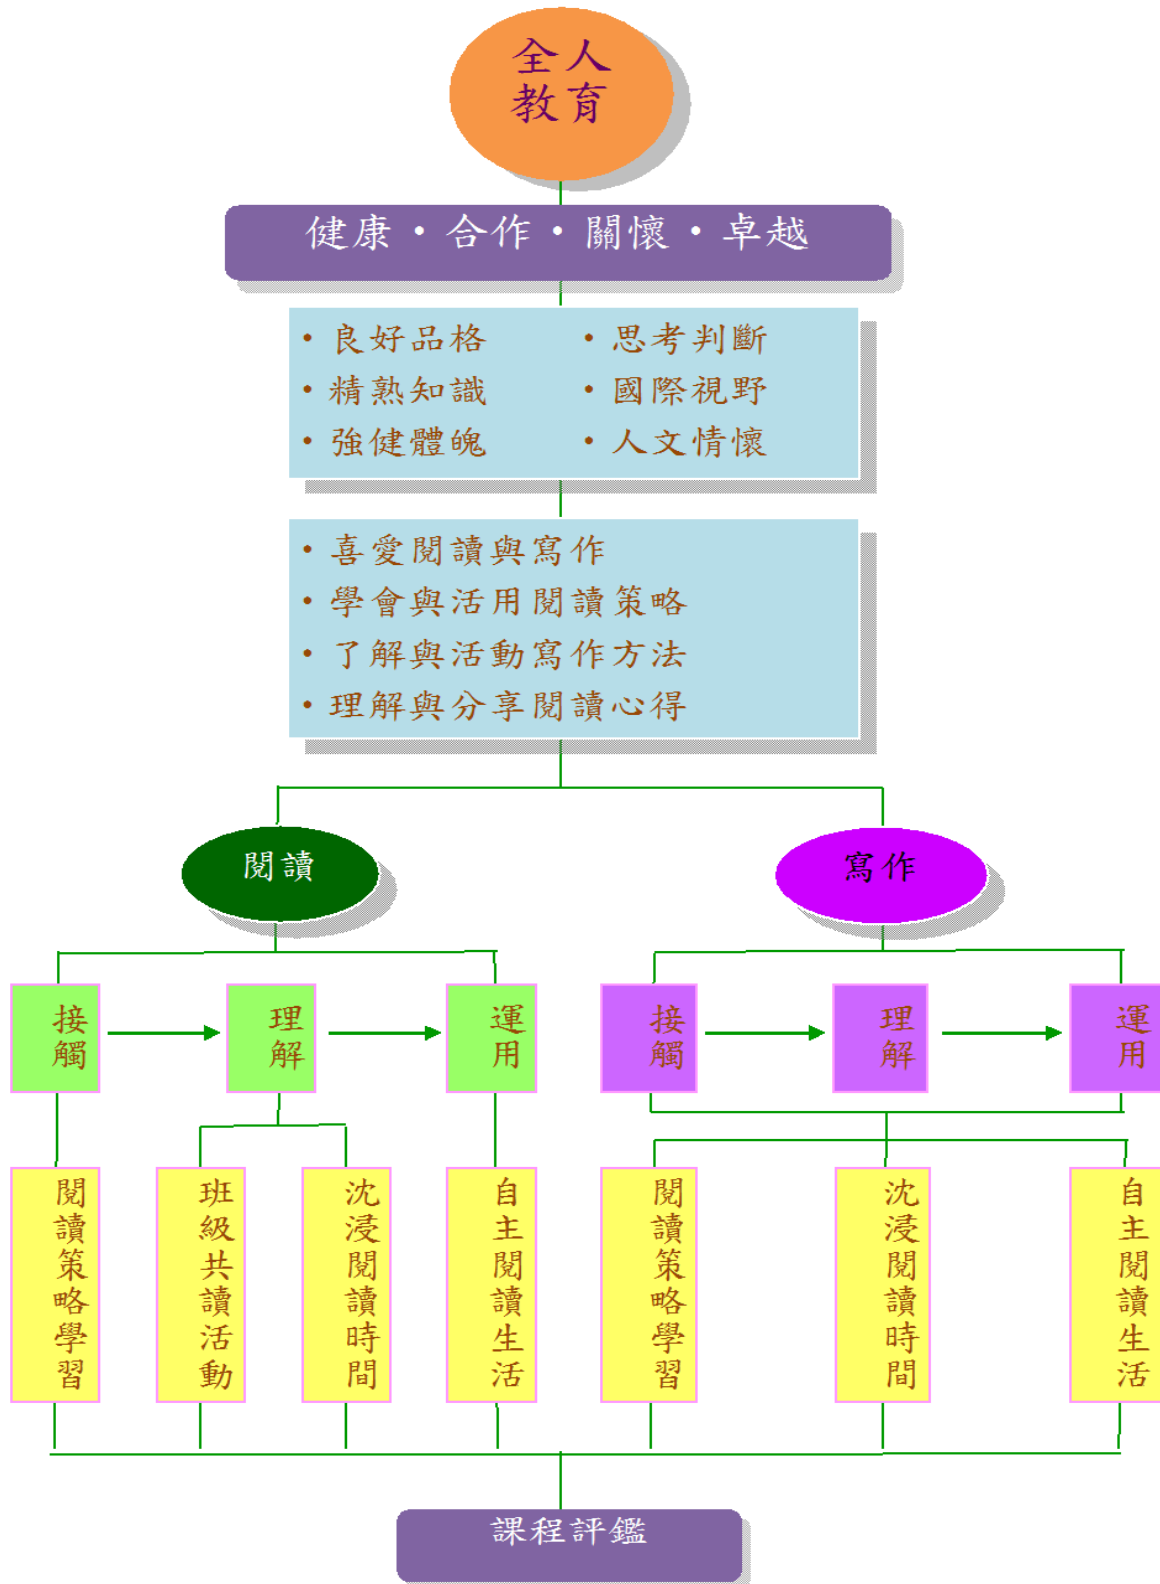 全人
教育
健康・合作・關懷・卓越
・良好品格
・思考判斷
・精熟知識
・國際視野
・強健體魄
・人文情懷
・喜愛閱讀與寫作
・學會與活用閱讀策略
・了解與活動寫作方法
・理解與分享閱讀心得
閱讀
寫作
接觸
理解
運用
接觸
理解
運用
閱讀策略學習
班級共讀活動
沈浸閱讀時間
自主閱讀生活
閱讀策略學習
沈浸閱讀時間
自主閱讀生活
課程評鑑